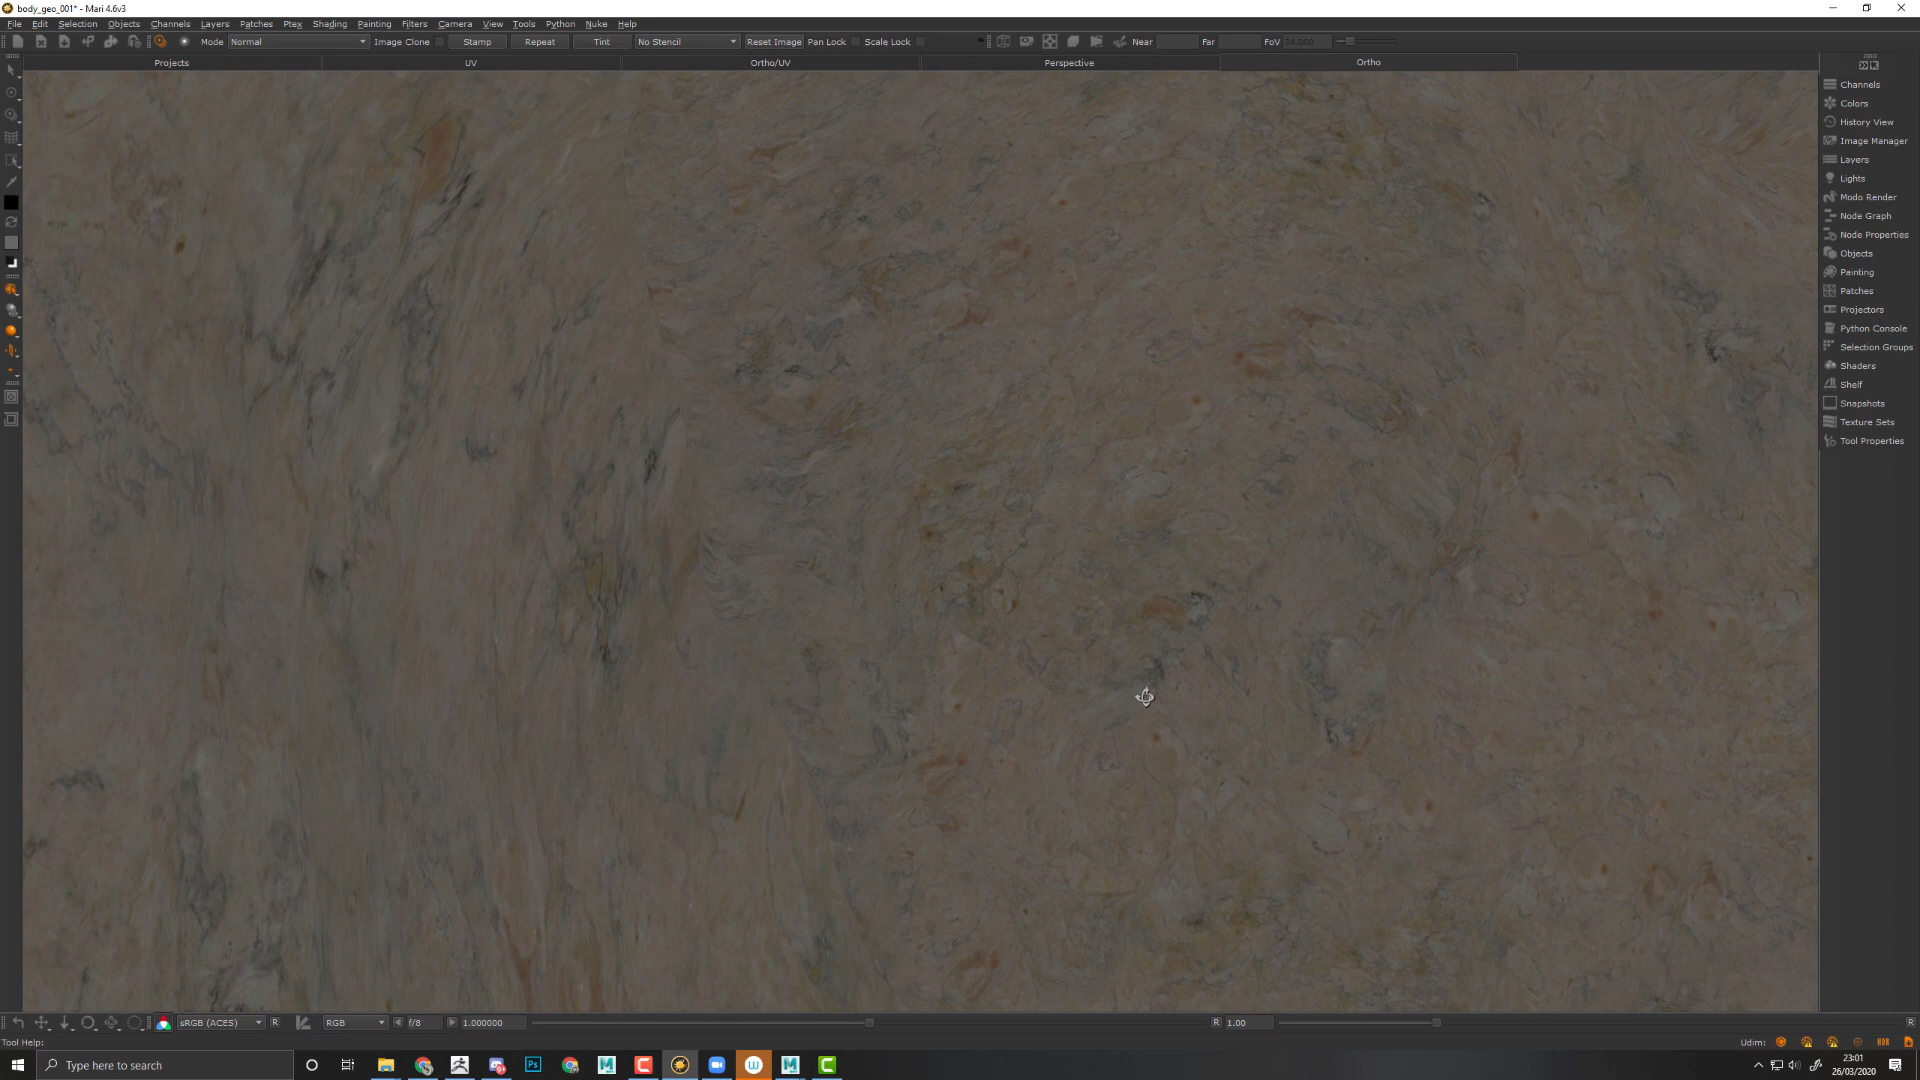 body_geo_001* - Mari 4.6v3
File Edit Selection Objects Channels Layers Patches Ptex Shading Painting Filters Camera View Tools Python Nuke Help
Mode Normal Image Clone Stamp Repeat Tint No Stencil Reset Image Pan Lock Scale Lock Near Far FoV 34.000
Projects UV Ortho/UV Perspective Ortho
Channels
Colors
History View
Image Manager
Layers
Lights
Modo Render
Node Graph
Node Properties
Objects
Painting
Patches
Projectors
Python Console
Selection Groups
Shaders
Shelf
Snapshots
Texture Sets
Tool Properties
sRGB (ACES) R RGB f/8 1.000000 R 1.00 R
Tool Help: Udim:
Type here to search
23:01
26/03/2020